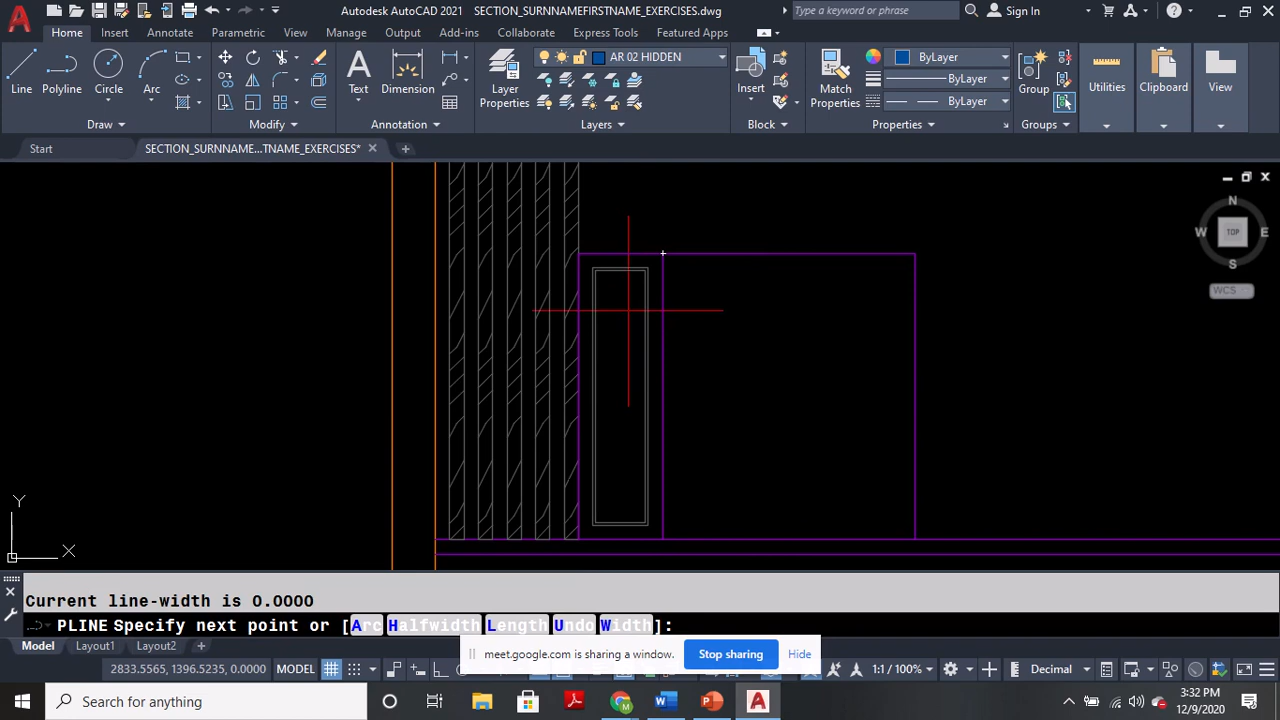 Autodesk AutoCAD 2021 SECTION_SURNNAMEFIRSTNAME_EXERCISES.dwg
Type a keyword or phrase
Sign In
Home Insert Annotate Parametric View Manage Output Add-ins Collaborate Express Tools Featured Apps
Line Polyline Circle Arc
Text Dimension
Layer Properties
AR 02 HIDDEN
Insert
Match Properties
ByLayer
ByLayer
ByLayer
Group
Utilities
Clipboard
View
Draw Modify Annotation Layers Block Properties Groups
Start SECTION_SURNNAME...TNAME_EXERCISES*
N
W TOP E
S
WCS
Y
X
Current line-width is 0.0000
PLINE Specify next point or [Arc Halfwidth Length Undo Width]:
Model Layout1 Layout2
meet.google.com is sharing a window. Stop sharing Hide
2833.5565, 1396.5235, 0.0000 MODEL
1:1 / 100%
Decimal
Search for anything
3:32 PM
12/9/2020